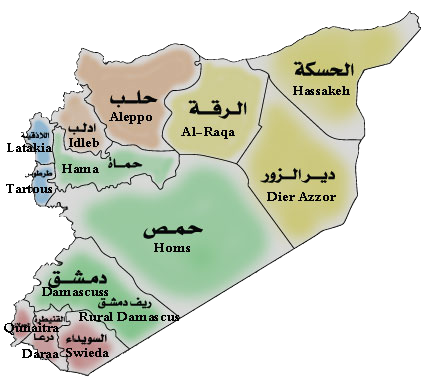 الحسكة
Hassakeh
حلب
Aleppo
الرقة
Al-Raqa
ادلب
Idleb
اللاذقية
Latakia
حماه
Hama
طرطوس
Tartous
دير الزور
Dier Azzor
حمص
Homs
دمشق
Damascuss
ريف دمشق
Rural Damascus
القنيطرة
Qunaitra
درعا
Daraa
السويداء
Swieda